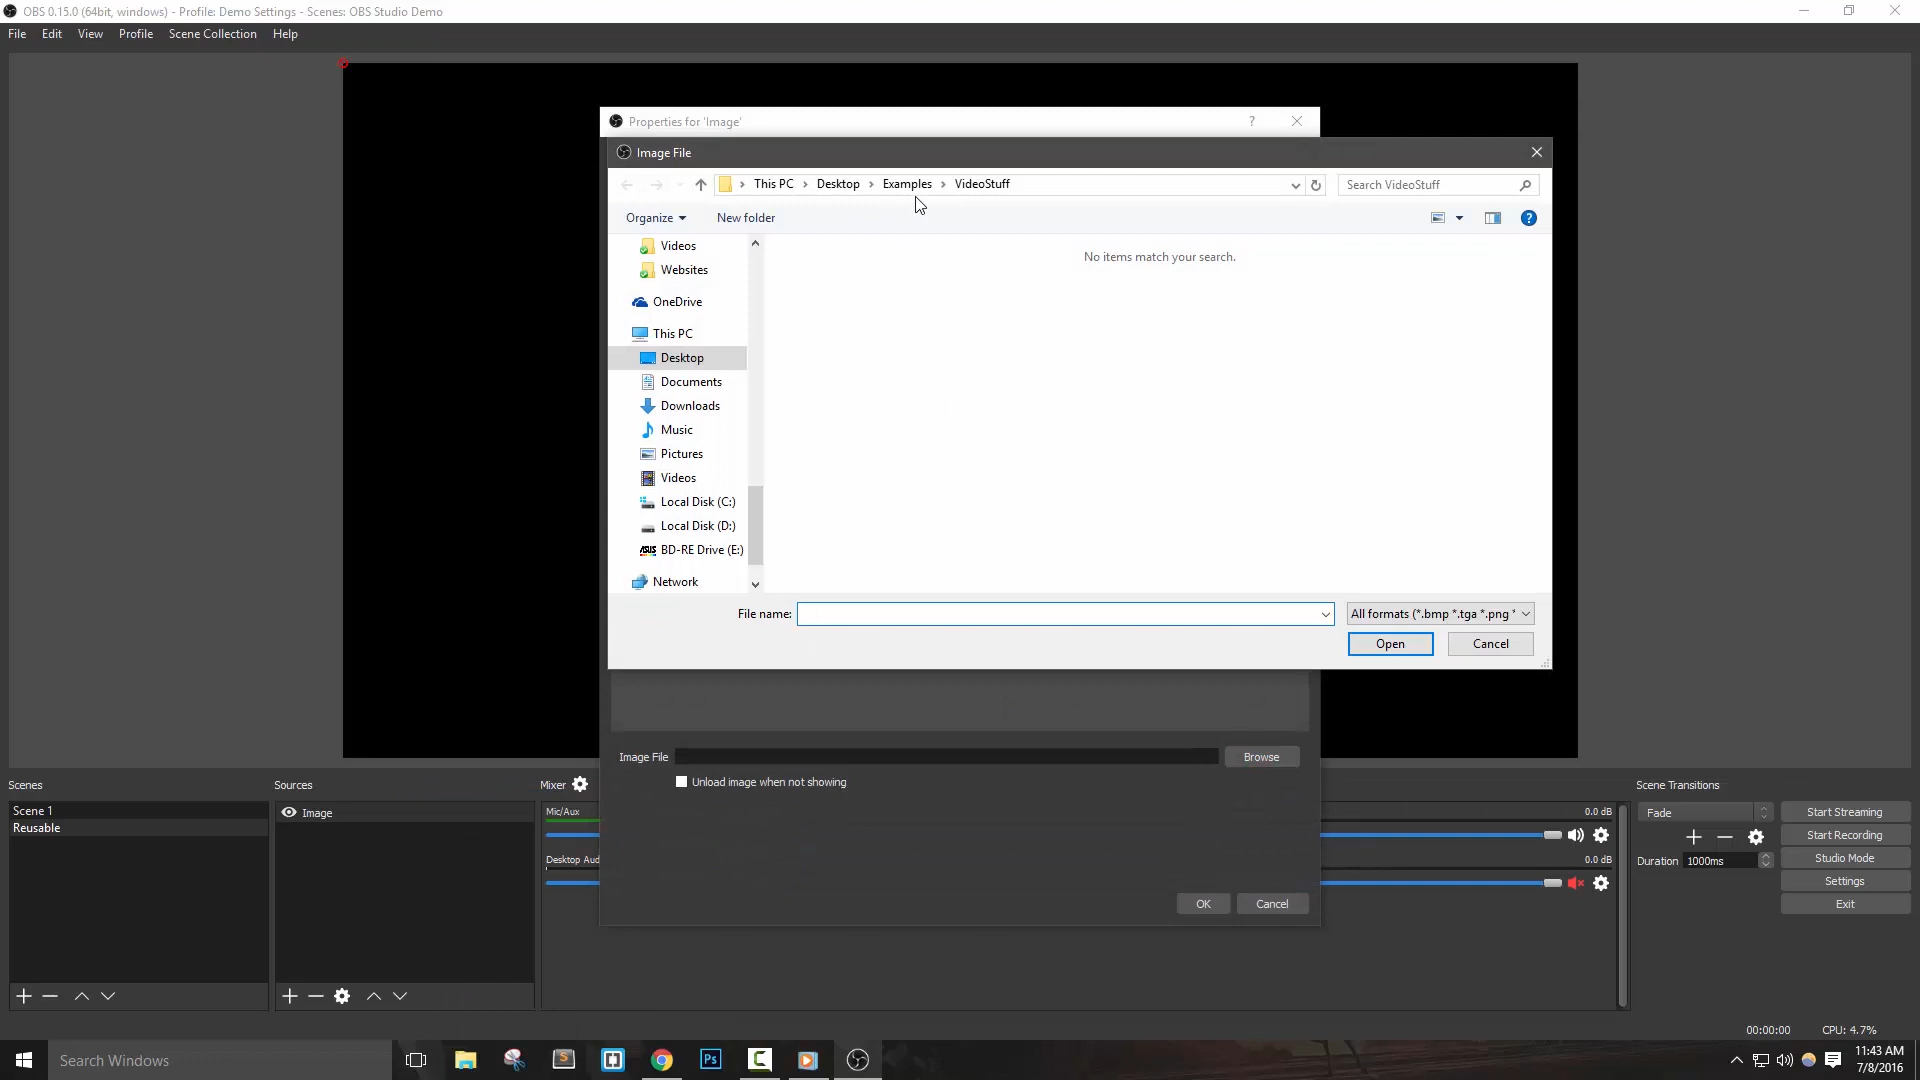 OBS 0.15.0 (64bit, windows) - Profile: Demo Settings - Scenes: OBS Studio Demo
File Edit View Profile Scene Collection Help
Properties for 'Image' ?
Image File
This PC Desktop Examples VideoStuff Search VideoStuff
Organize New folder ?
Videos
Websites
OneDrive
This PC
Desktop
Documents
Downloads
Music
Pictures
Videos
Local Disk (C:)
Local Disk (D:)
ASUS BD-RE Drive (E:)
Network
No items match your search.
File name: All formats (*.bmp *.tga *.png *
Open Cancel
Image File Browse
Unload image when not showing
OK Cancel
Scenes
Scene 1
Reusable
Sources
Image
Mixer
Mic/Aux 0.0 dB
Desktop Aud 0.0 dB
Scene Transitions
Fade
Duration 1000ms
Start Streaming
Start Recording
Studio Mode
Settings
Exit
00:00:00 CPU: 4.7%
Search Windows
S
Ps
C
11:43 AM
7/8/2016